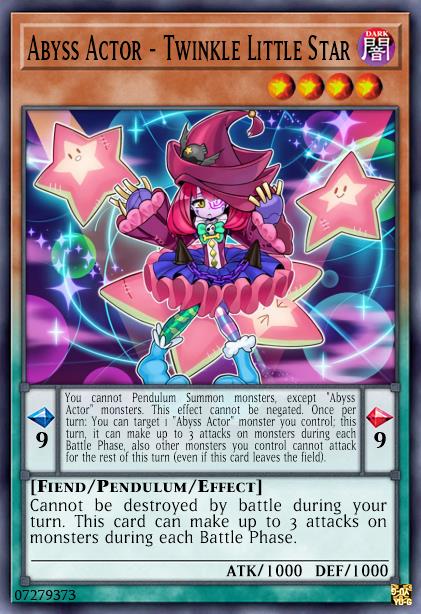 Abyss Actor - Twinkle Little Star
DARK
闇
You cannot Pendulum Summon monsters, except "Abyss
Actor" monsters. This effect cannot be negated. Once per
turn: You can target 1 "Abyss Actor" monster you control; this
turn, it can make up to 3 attacks on monsters during each
Battle Phase, also other monsters you control cannot attack
for the rest of this turn (even if this card leaves the field).
9
9
[Fiend/Pendulum/Effect]
Cannot be destroyed by battle during your
turn. This card can make up to 3 attacks on
monsters during each Battle Phase.
ATK/1000 DEF/1000
07279373